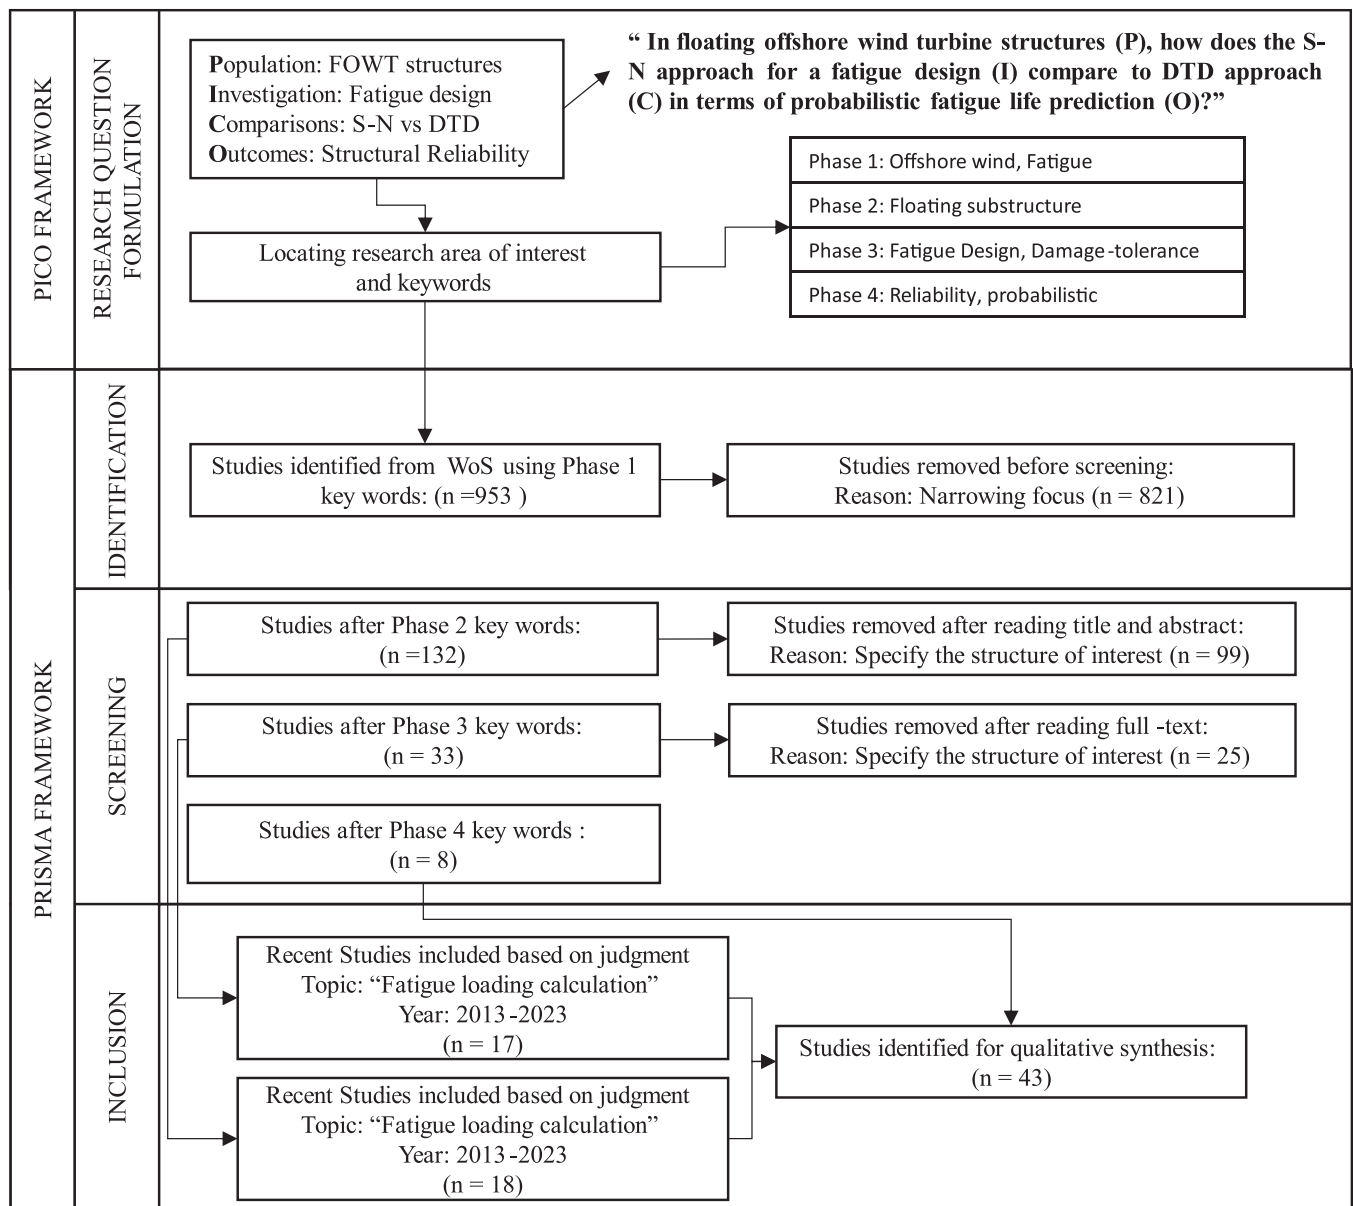 PICO FRAMEWORK
RESEARCH QUESTION
FORMULATION
Population: FOWT structures
Investigation: Fatigue design
Comparisons: S-N vs DTD
Outcomes: Structural Reliability
“ In floating offshore wind turbine structures (P), how does the S-
N approach for a fatigue design (I) compare to DTD approach
(C) in terms of probabilistic fatigue life prediction (O)?”
Locating research area of interest
and keywords
Phase 1: Offshore wind, Fatigue
Phase 2: Floating substructure
Phase 3: Fatigue Design, Damage-tolerance
Phase 4: Reliability, probabilistic
PRISMA FRAMEWORK
IDENTIFICATION
Studies identified from WoS using Phase 1
key words: (n =953 )
Studies removed before screening:
Reason: Narrowing focus (n = 821)
SCREENING
Studies after Phase 2 key words:
(n =132)
Studies removed after reading title and abstract:
Reason: Specify the structure of interest (n = 99)
Studies after Phase 3 key words:
(n = 33)
Studies removed after reading full -text:
Reason: Specify the structure of interest (n = 25)
Studies after Phase 4 key words :
(n = 8)
INCLUSION
Recent Studies included based on judgment
Topic: “Fatigue loading calculation”
Year: 2013-2023
(n = 17)
Studies identified for qualitative synthesis:
(n = 43)
Recent Studies included based on judgment
Topic: “Fatigue loading calculation”
Year: 2013-2023
(n = 18)